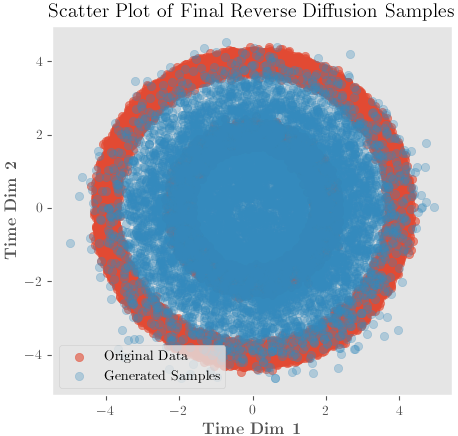 Scatter Plot of Final Reverse Diffusion Samples
Time Dim 2
4
2
0
−2
−4
Original Data
Generated Samples
−4 −2 0 2 4
Time Dim 1